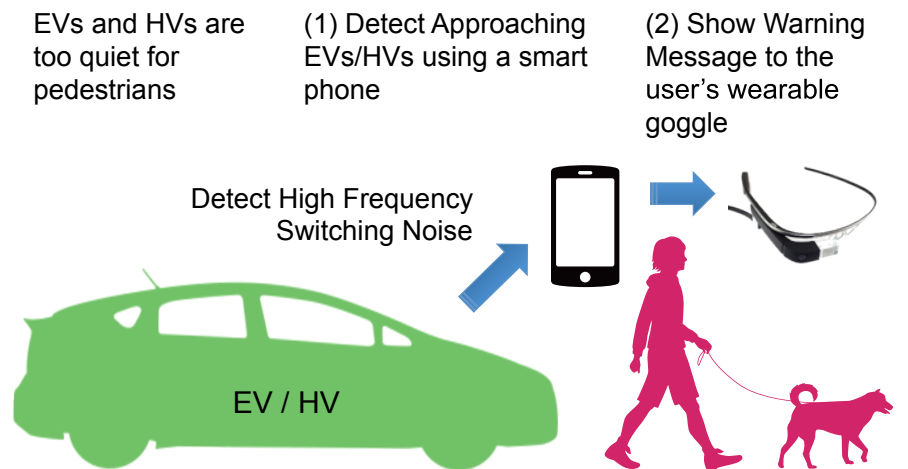 EVs and HVs are
too quiet for
pedestrians
(1) Detect Approaching
EVs/HVs using a smart
phone
(2) Show Warning
Message to the
user's wearable
goggle
Detect High Frequency
Switching Noise
EV / HV